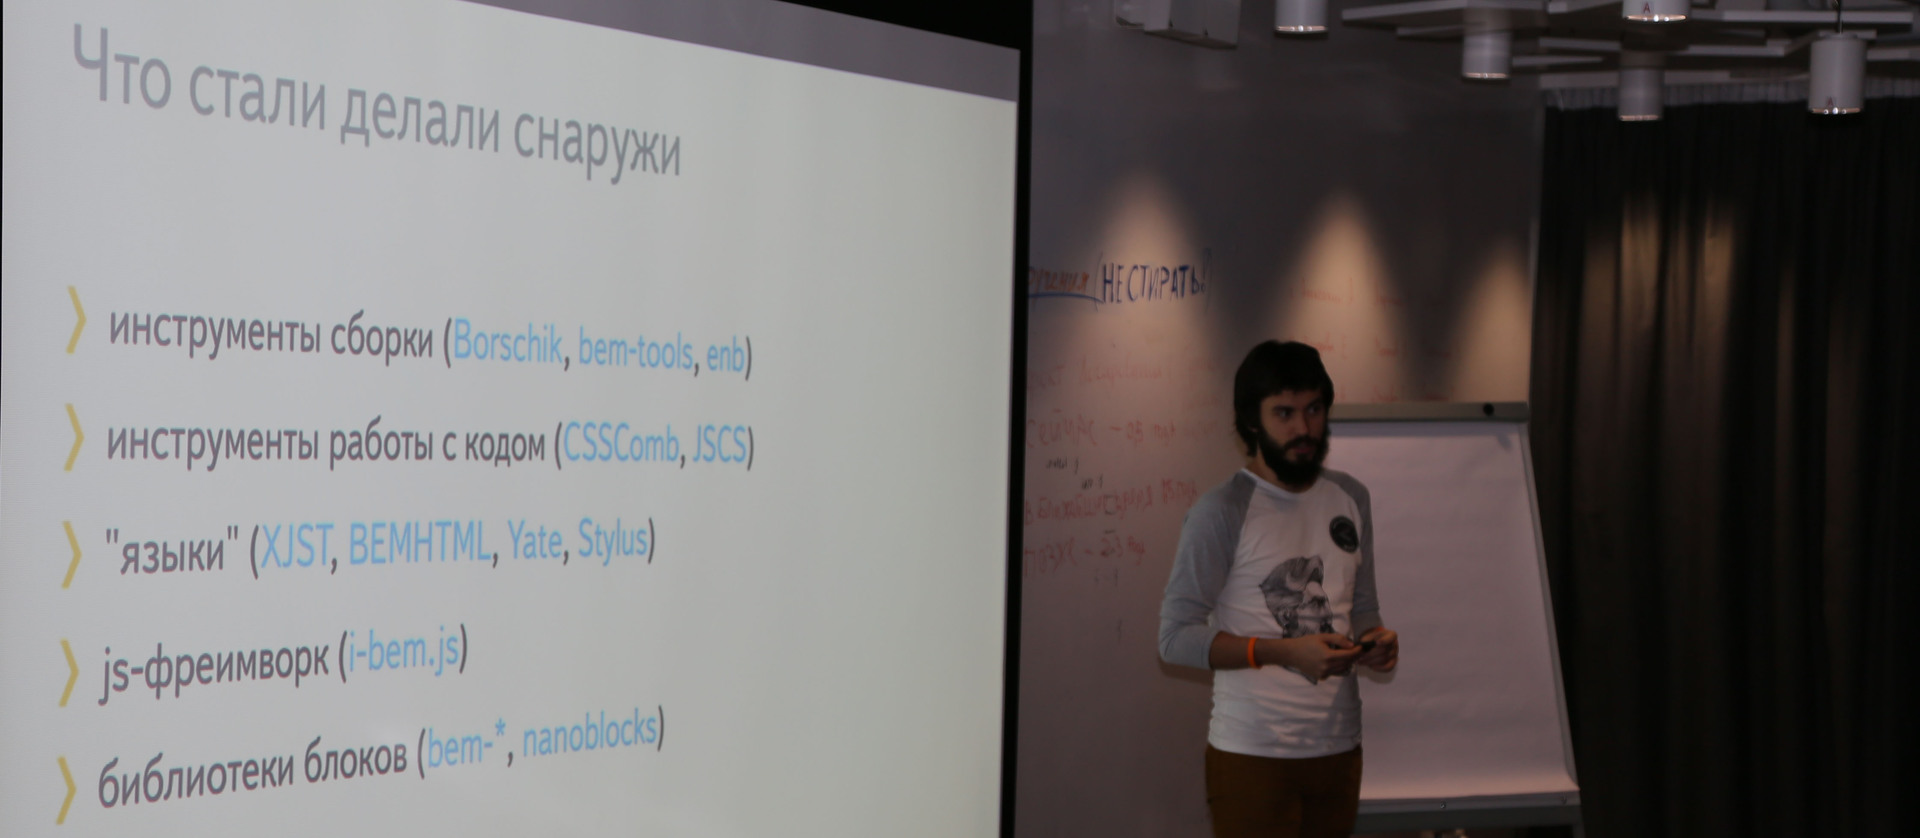 Что стали делали снаружи
инструменты сборки (Borschik, bem-tools, enb)
инструменты работы с кодом (CSSComb, JSCS)
"языки" (XJST, BEMHTML, Yate, Stylus)
js-фреимворк (i-bem.js)
библиотеки блоков (bem-*, nanoblocks)
(НЕ СТИРАТЬ!)